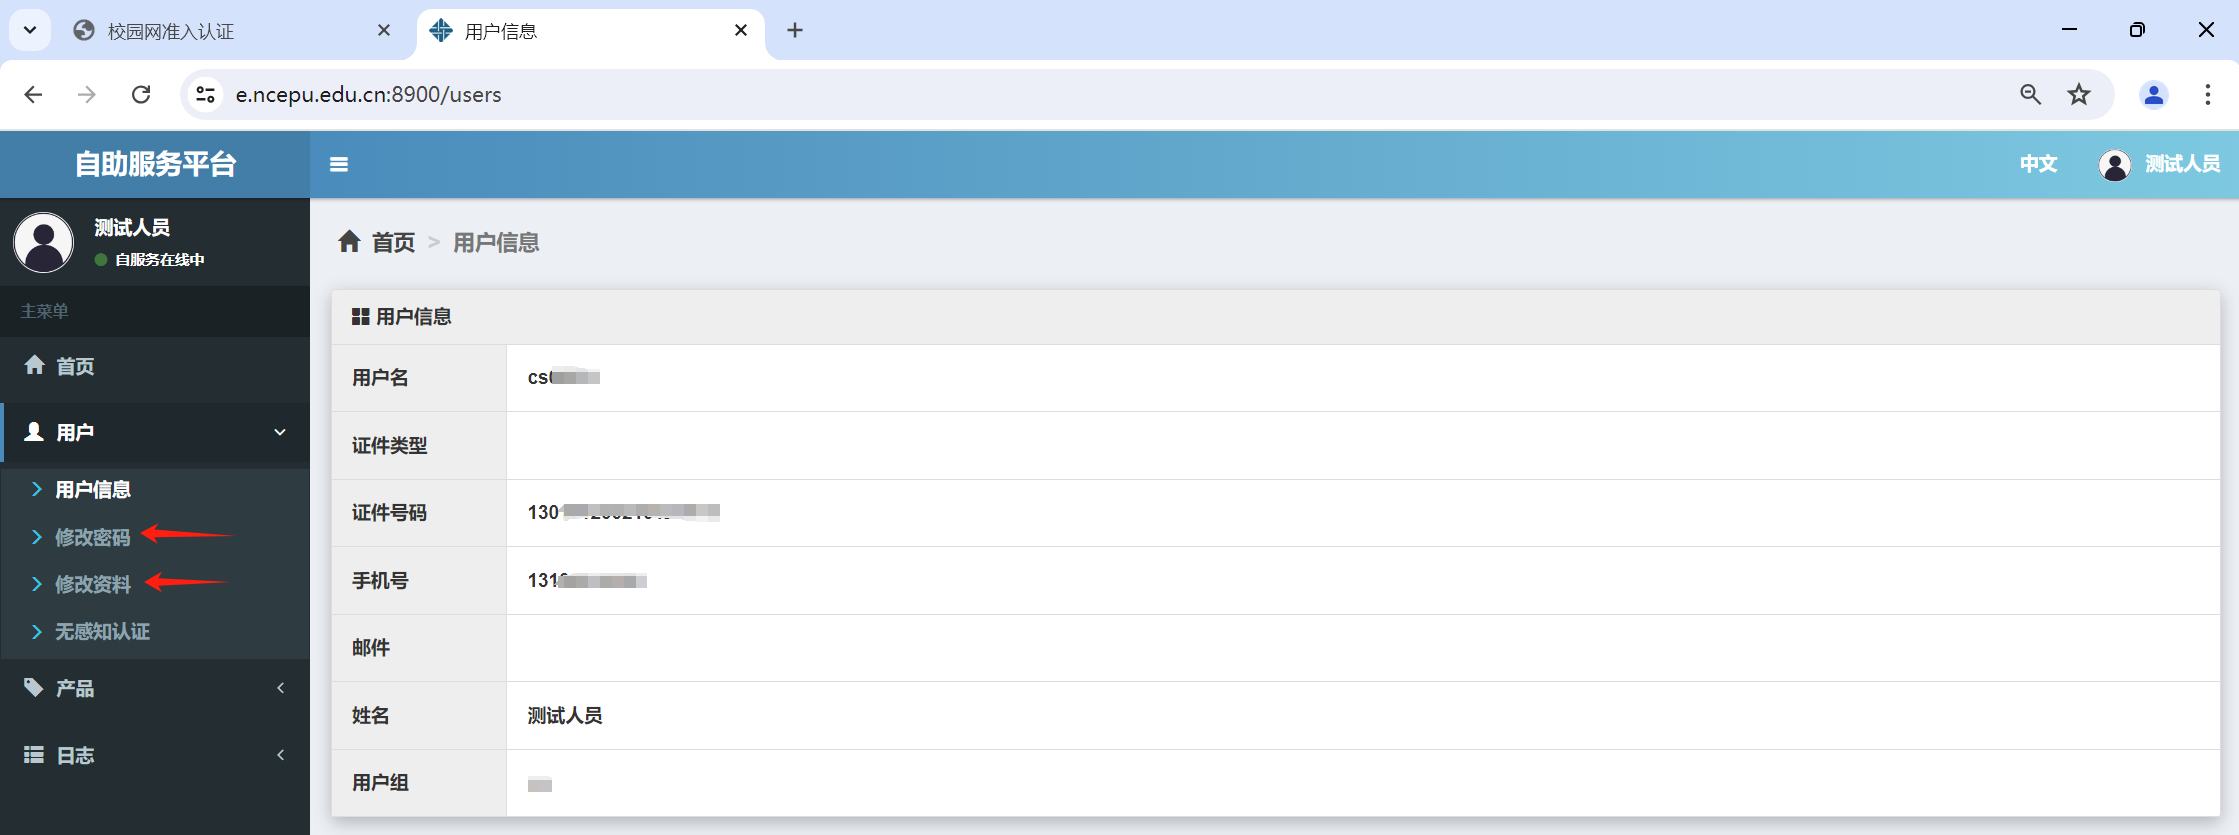 校园网准入认证
用户信息
e.ncepu.edu.cn:8900/users
自助服务平台
中文
测试人员
测试人员
自服务在线中
主菜单
首页
用户
用户信息
修改密码
修改资料
无感知认证
产品
日志
首页 > 用户信息
用户信息
用户名 cs
证件类型
证件号码 130
手机号 131
邮件
姓名 测试人员
用户组